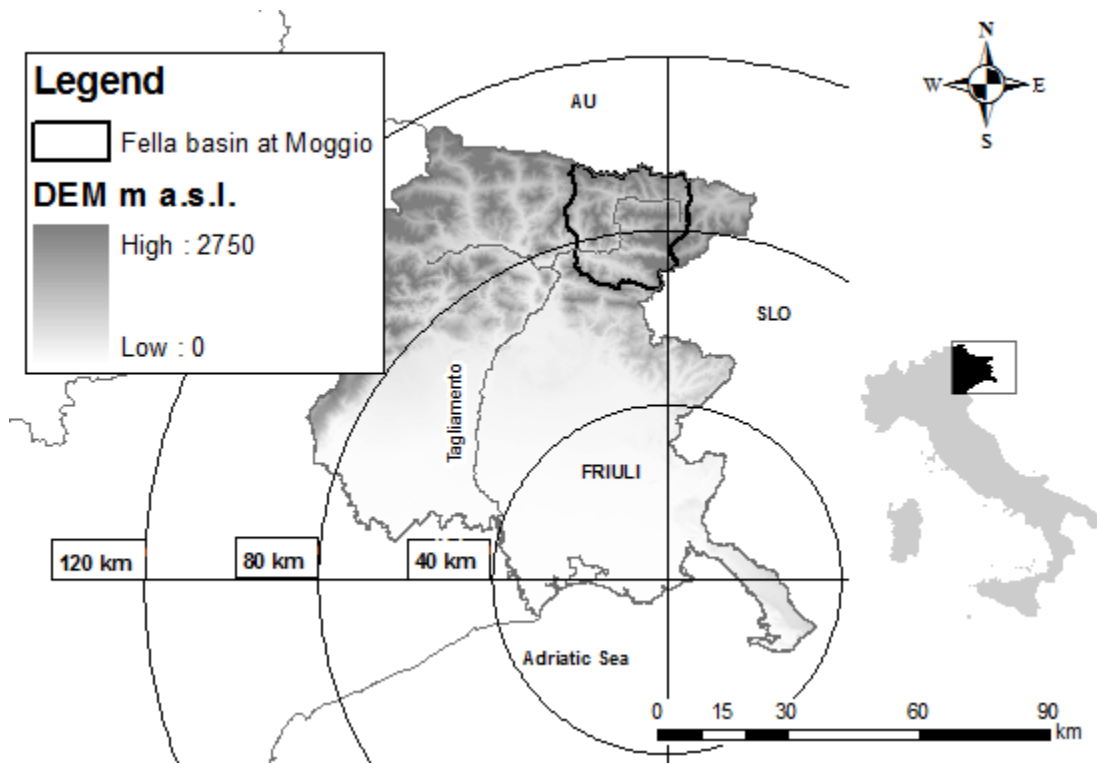 Legend
Fella basin at Moggio
DEM m a.s.l.
High : 2750
Low : 0
AU
SLO
Tagliamento
FRIULI
120 km
80 km
40 km
Adriatic Sea
N
W E
S
0 15 30 60 90
km